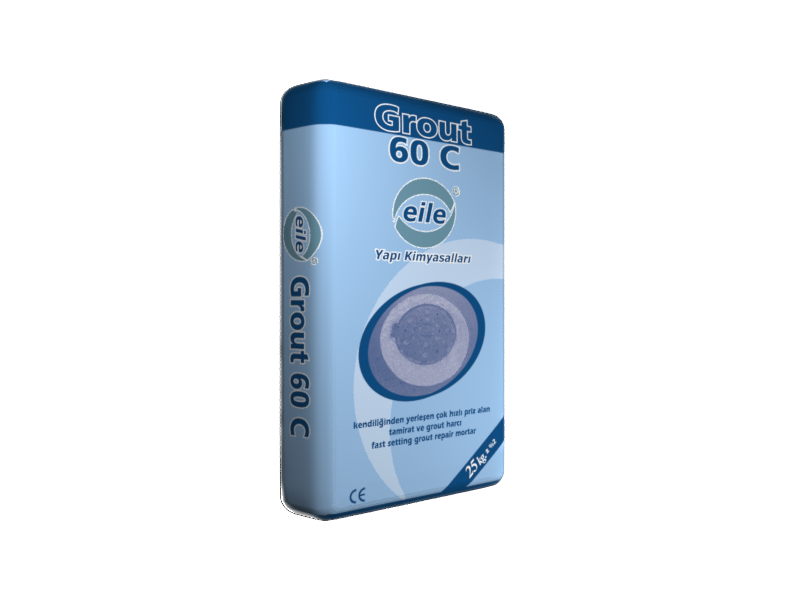 Grout
60 C
eile
®
Yapı Kimyasalları
kendiliğinden yerleşen çok hızlı priz alan
tamirat ve grout harcı
fast setting grout repair mortar
25 kg. ± %2
CE
eile
®
Grout 60 C